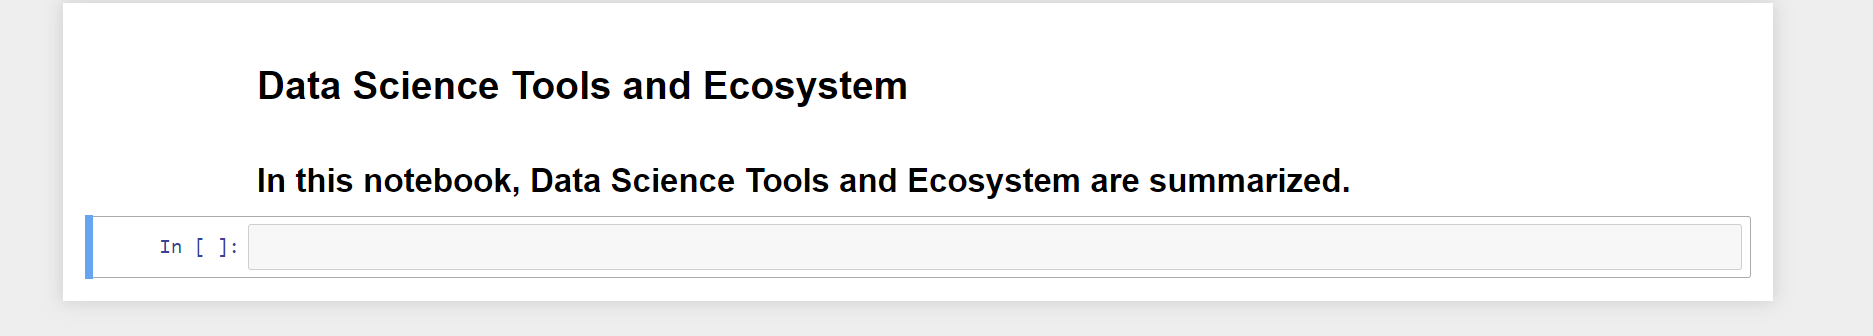 Data Science Tools and Ecosystem
In this notebook, Data Science Tools and Ecosystem are summarized.
In [ ]: